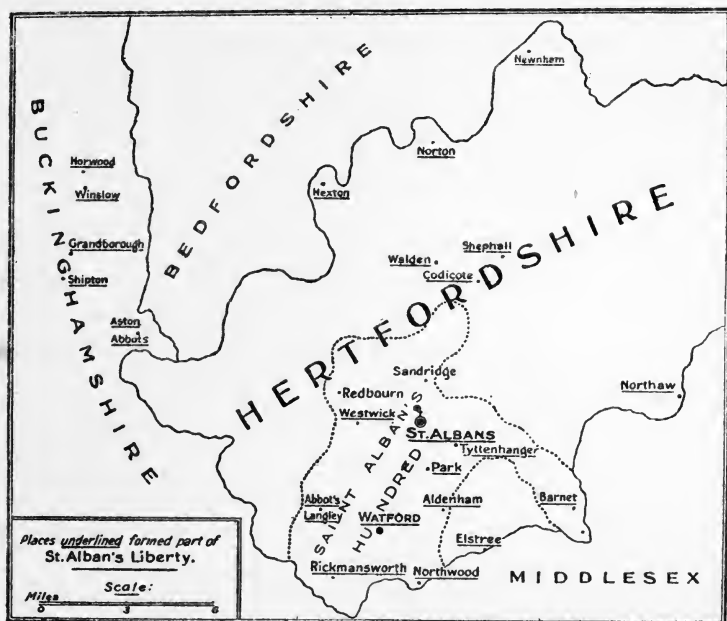 Newnham
BEDFORDSHIRE
BUCKINGHAMSHIRE
Norton
Horwood
Winslow
Hexton
HERTFORDSHIRE
Grandborough
Shephall
Walden
Codicote
Shipton
Aston
Abbots
Sandridge
Redbourn
Northaw
Westwick
SAINT ALBAN'S
HUNDRED
ST. ALBANS
Tyttenhanger
Park
Abbot's
Langley
Aldenham
Barnet
WATFORD
Elstree
Rickmansworth
Northwood
MIDDLESEX
Places underlined formed part of
St. Alban's Liberty.
Scale:
Miles
0 3 6